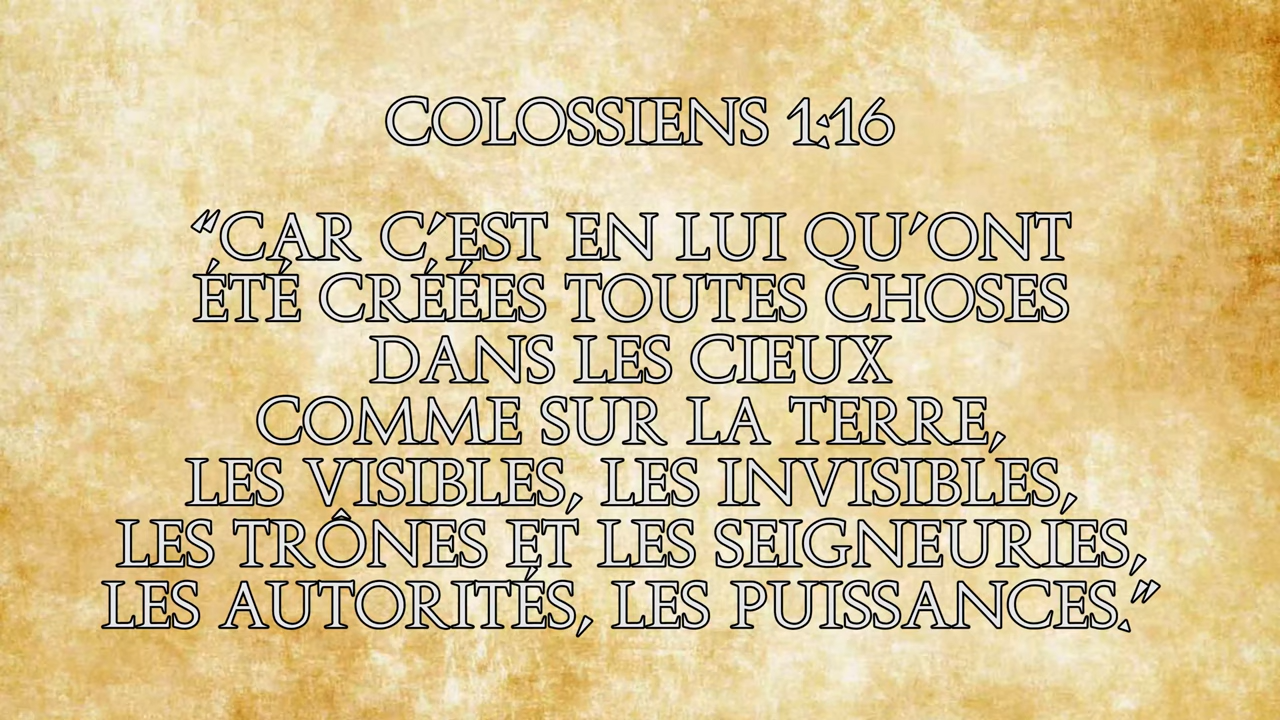 COLOSSIENS 1:16
“CAR C’EST EN LUI QU’ONT
ÉTÉ CRÉÉES TOUTES CHOSES
DANS LES CIEUX
COMME SUR LA TERRE,
LES VISIBLES, LES INVISIBLES,
LES TRÔNES ET LES SEIGNEURIES,
LES AUTORITÉS, LES PUISSANCES.”